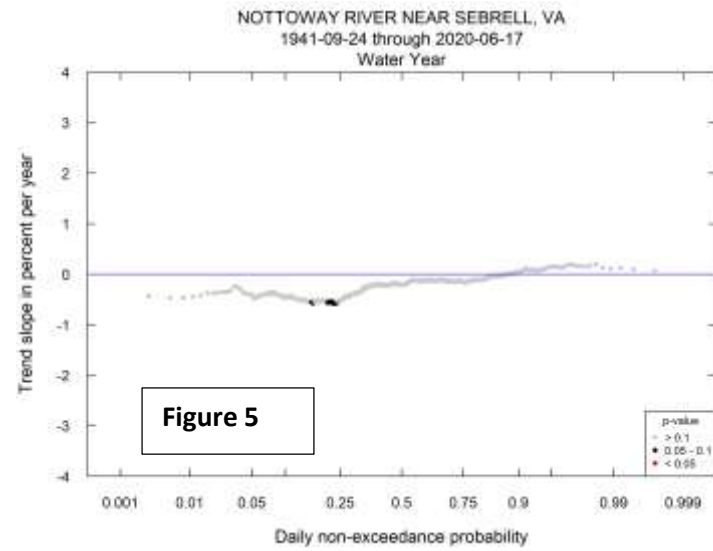 NOTTOWAY RIVER NEAR SEBRELL, VA
1941-09-24 through 2020-06-17
Water Year
4
3
2
1
0
-1
-2
-3
-4
Trend slope in percent per year
Figure 5
p-value
> 0.1
0.05 - 0.1
< 0.05
0.001 0.01 0.05 0.25 0.5 0.75 0.9 0.99 0.999
Daily non-exceedance probability